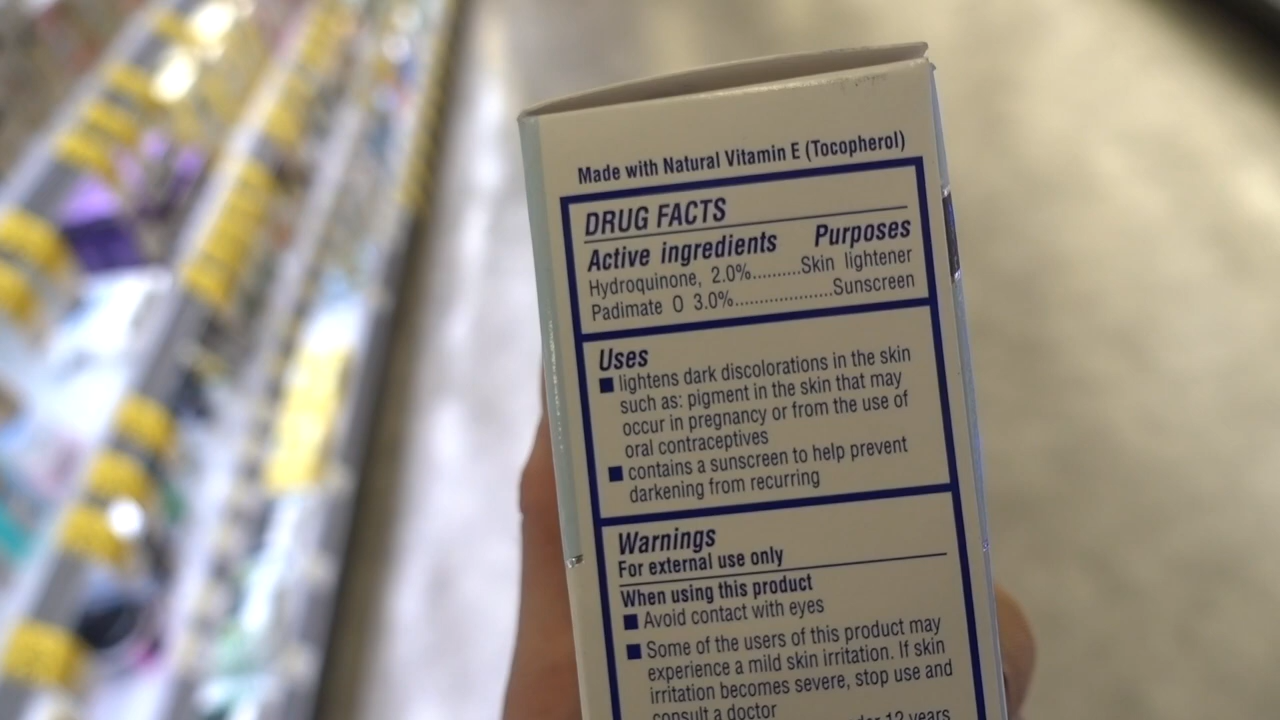 Made with Natural Vitamin E (Tocopherol)
DRUG FACTS
Active ingredients Purposes
Hydroquinone, 2.0%..........Skin lightener
Padimate O 3.0%....................Sunscreen
Uses
■ lightens dark discolorations in the skin
such as: pigment in the skin that may
occur in pregnancy or from the use of
oral contraceptives
■ contains a sunscreen to help prevent
darkening from recurring
Warnings
For external use only
When using this product
■ Avoid contact with eyes
■ Some of the users of this product may
experience a mild skin irritation. If skin
irritation becomes severe, stop use and
consult a doctor
12 years